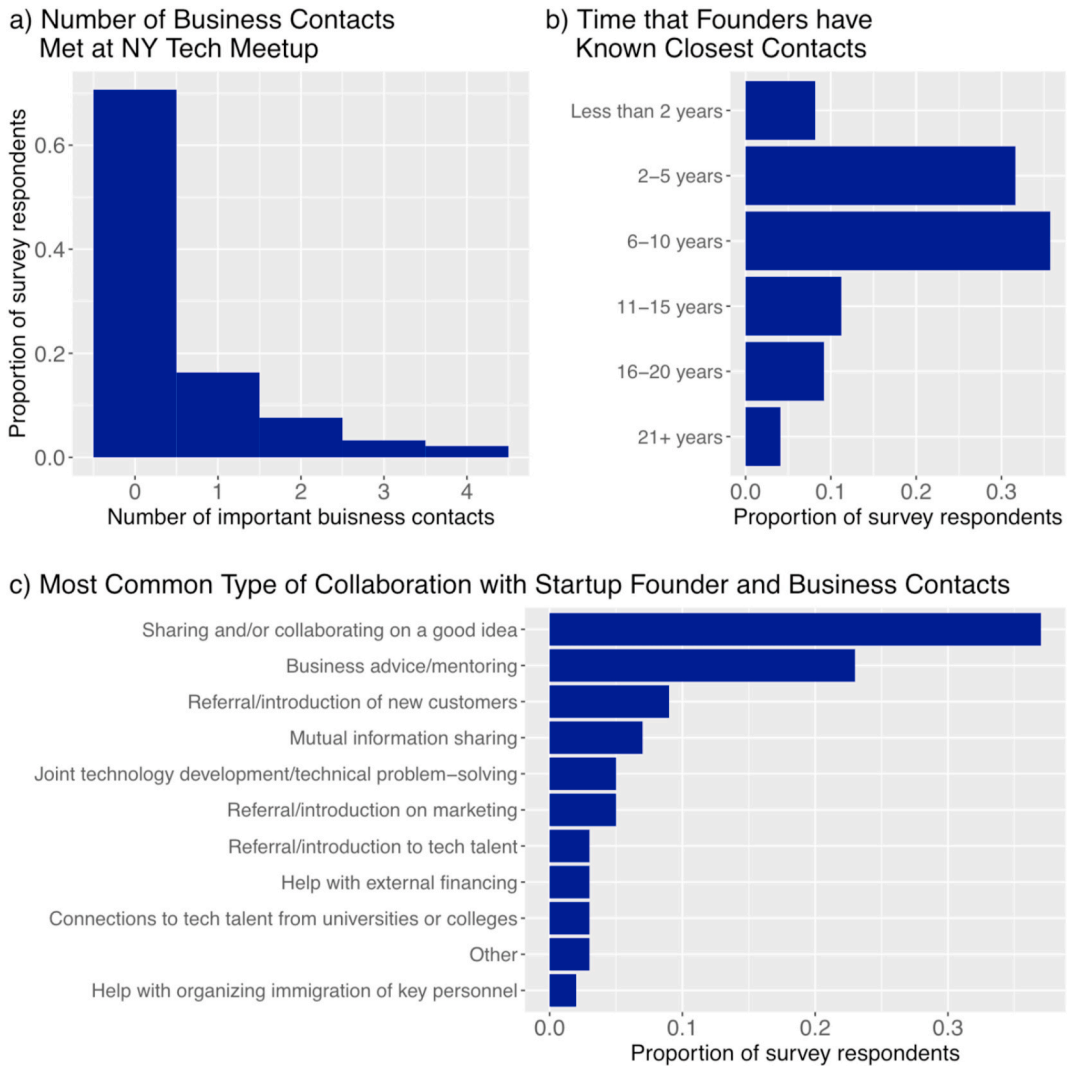 a) Number of Business Contacts
Met at NY Tech Meetup
Proportion of survey respondents
0.6
0.4
0.2
0.0
0 1 2 3 4
Number of important buisness contacts
b) Time that Founders have
Known Closest Contacts
Less than 2 years
2–5 years
6–10 years
11–15 years
16–20 years
21+ years
0.0 0.1 0.2 0.3
Proportion of survey respondents
c) Most Common Type of Collaboration with Startup Founder and Business Contacts
Sharing and/or collaborating on a good idea
Business advice/mentoring
Referral/introduction of new customers
Mutual information sharing
Joint technology development/technical problem–solving
Referral/introduction on marketing
Referral/introduction to tech talent
Help with external financing
Connections to tech talent from universities or colleges
Other
Help with organizing immigration of key personnel
0.0 0.1 0.2 0.3
Proportion of survey respondents